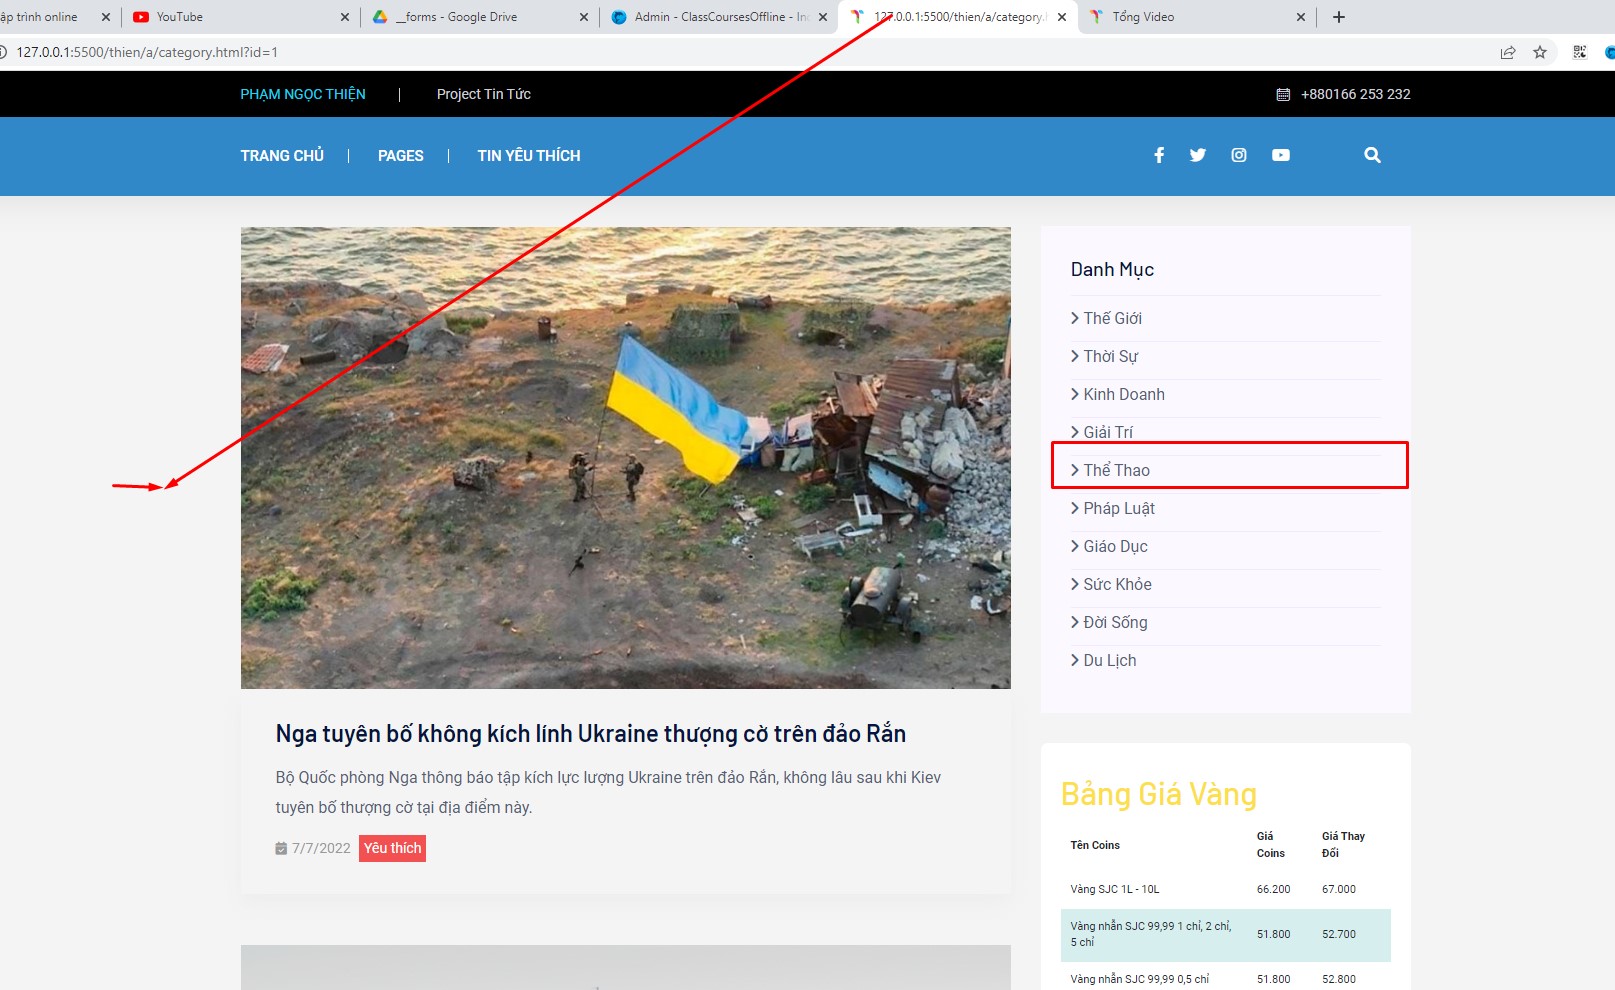 ập trình online
YouTube
__forms - Google Drive
Admin - ClassCoursesOffline - In
127.0.0.1:5500/thien/a/category.
Tổng Video
127.0.0.1:5500/thien/a/category.html?id=1
PHẠM NGỌC THIỆN
Project Tin Tức
+880166 253 232
TRANG CHỦ
PAGES
TIN YÊU THÍCH
Danh Mục
Thế Giới
Thời Sự
Kinh Doanh
Giải Trí
Thể Thao
Pháp Luật
Giáo Dục
Sức Khỏe
Đời Sống
Du Lịch
Nga tuyên bố không kích lính Ukraine thượng cờ trên đảo Rắn
Bộ Quốc phòng Nga thông báo tập kích lực lượng Ukraine trên đảo Rắn, không lâu sau khi Kiev
tuyên bố thượng cờ tại địa điểm này.
7/7/2022 Yêu thích
Bảng Giá Vàng
Tên Coins
Giá
Coins
Giá Thay
Đổi
Vàng SJC 1L - 10L 66.200 67.000
Vàng nhẫn SJC 99,99 1 chỉ, 2 chỉ,
5 chỉ
51.800 52.700
Vàng nhẫn SJC 99,99 0,5 chỉ 51.800 52.800